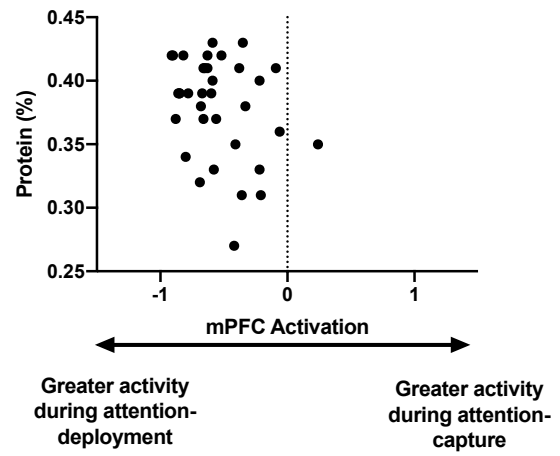 0.45
0.40
0.35
0.30
0.25
Protein (%)
-1 0 1
mPFC Activation
Greater activity
during attention-
deployment
Greater activity
during attention-
capture